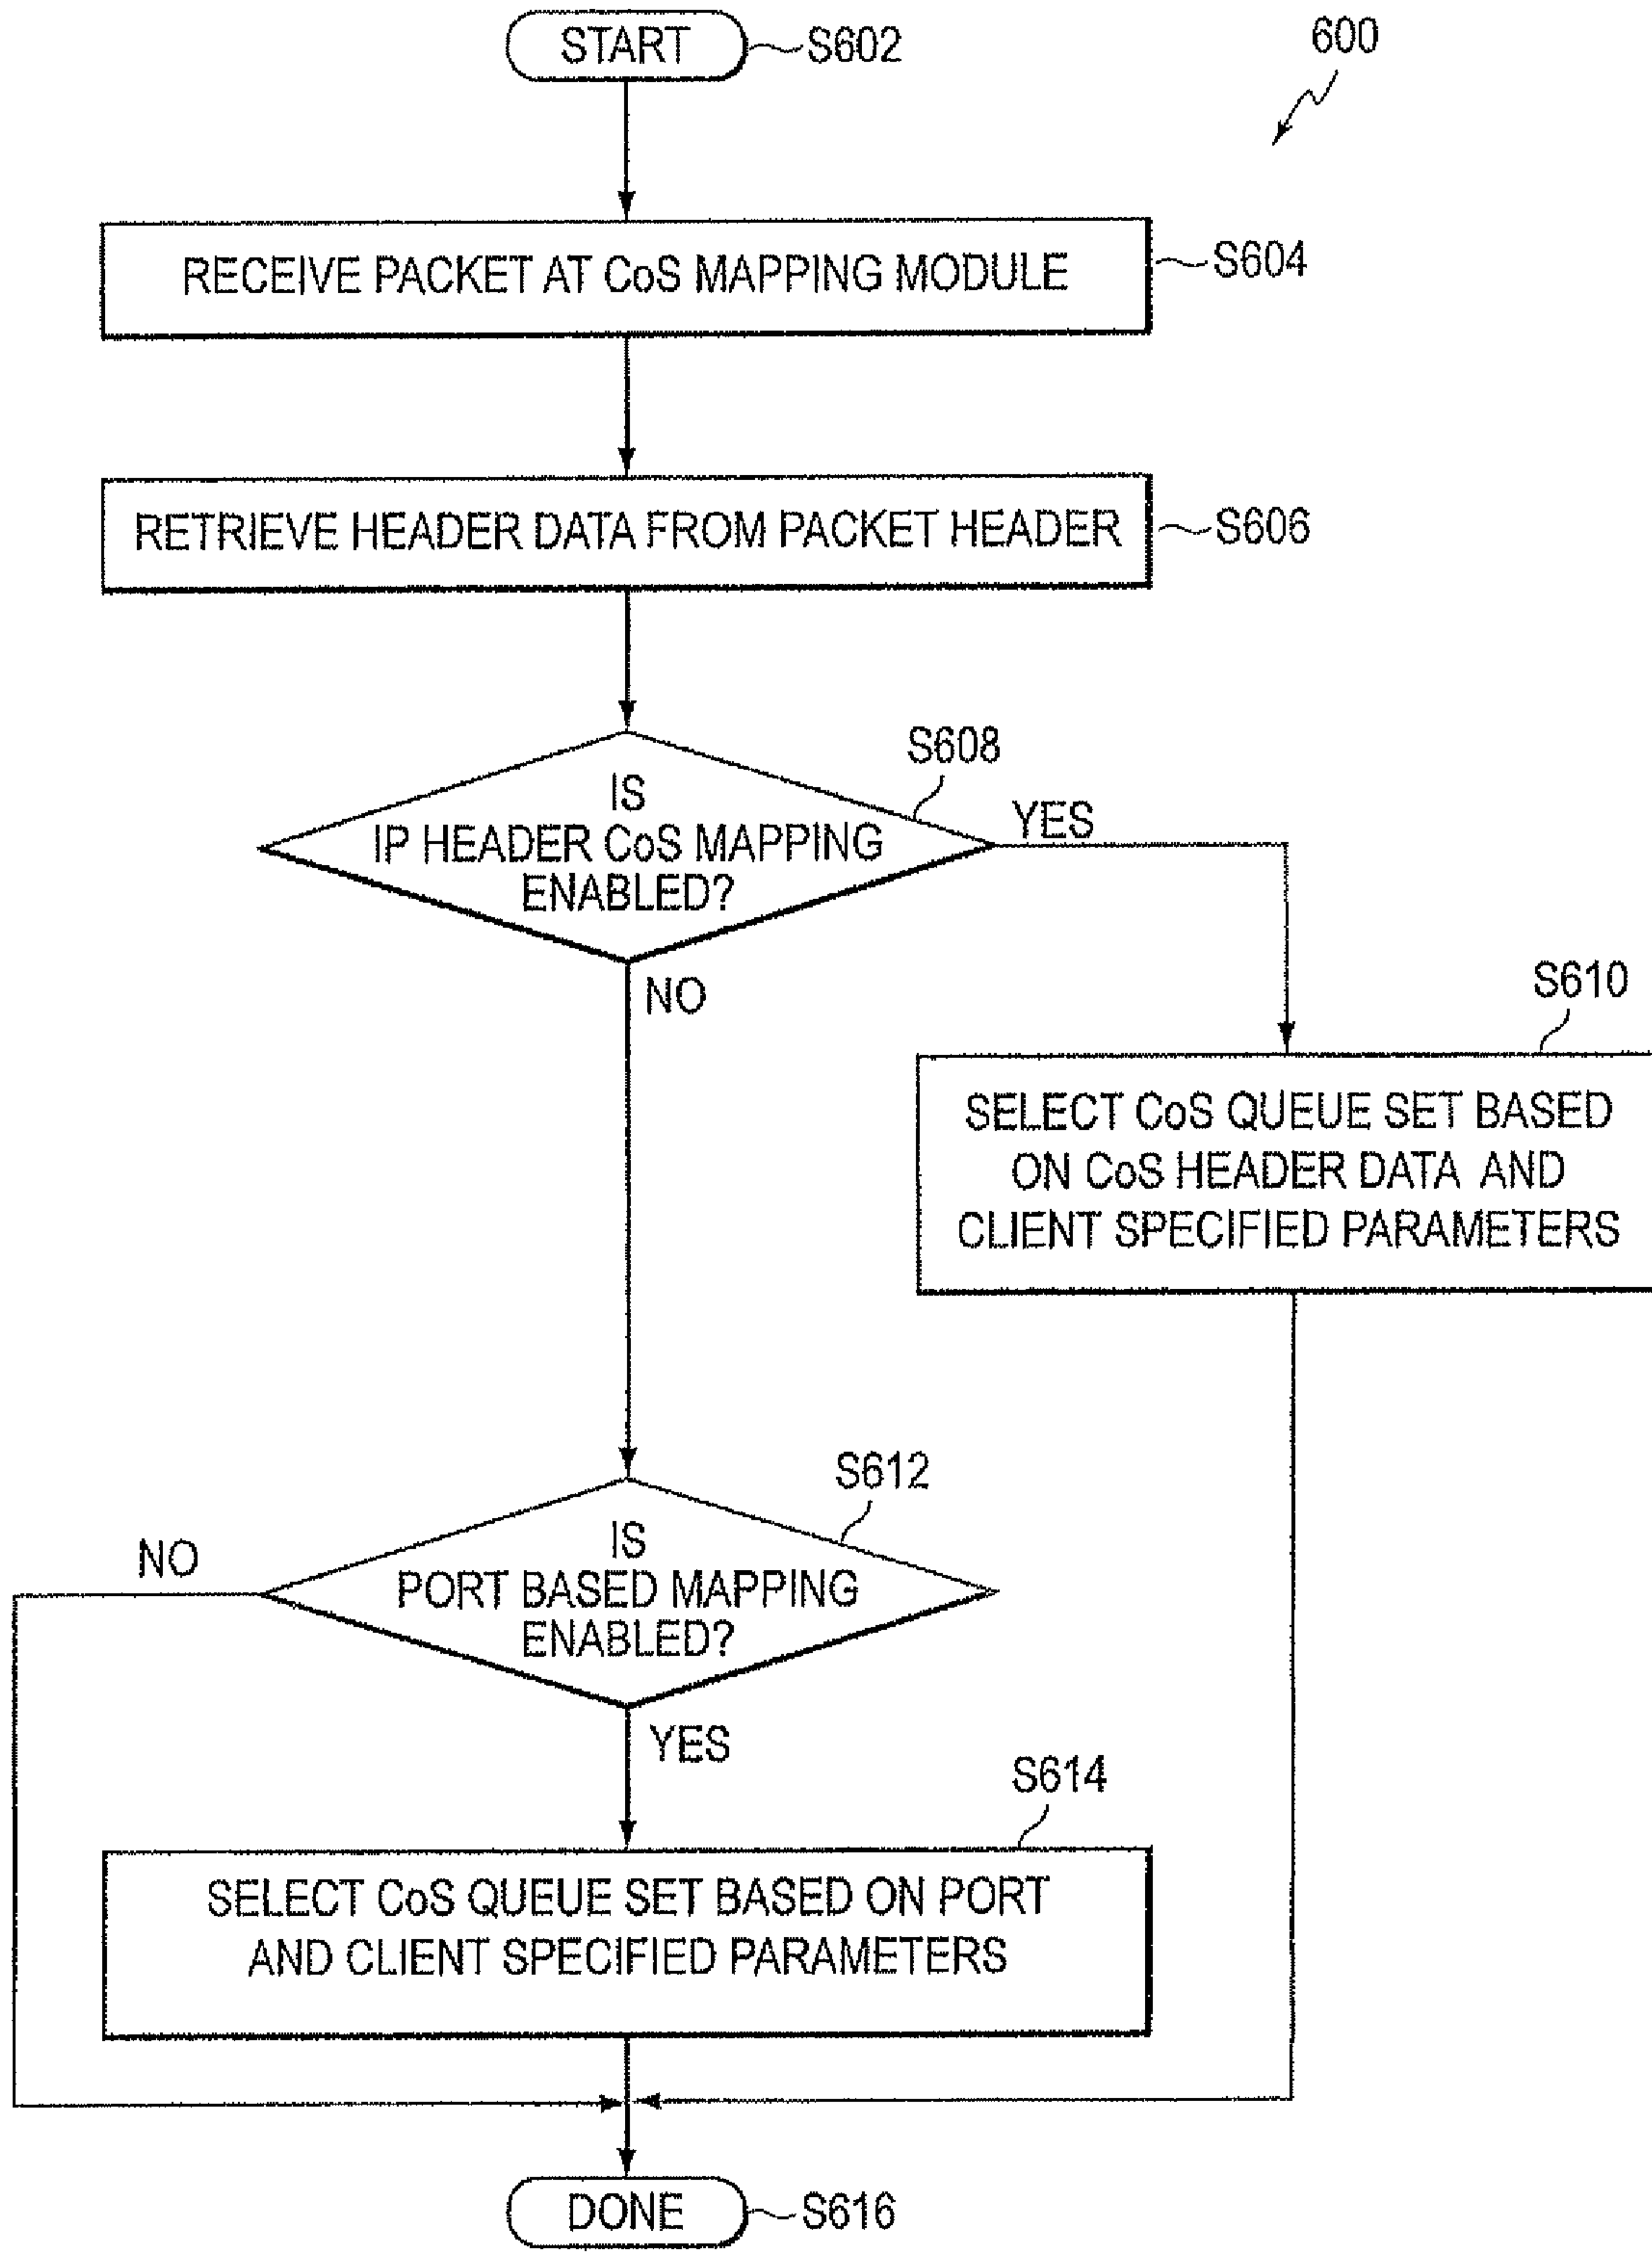 START
S602
600
RECEIVE PACKET AT CoS MAPPING MODULE
S604
RETRIEVE HEADER DATA FROM PACKET HEADER
S606
S608
IS
IP HEADER CoS MAPPING
ENABLED?
YES
NO
S610
SELECT CoS QUEUE SET BASED
ON CoS HEADER DATA AND
CLIENT SPECIFIED PARAMETERS
S612
IS
PORT BASED MAPPING
ENABLED?
NO
YES
S614
SELECT CoS QUEUE SET BASED ON PORT
AND CLIENT SPECIFIED PARAMETERS
DONE
S616